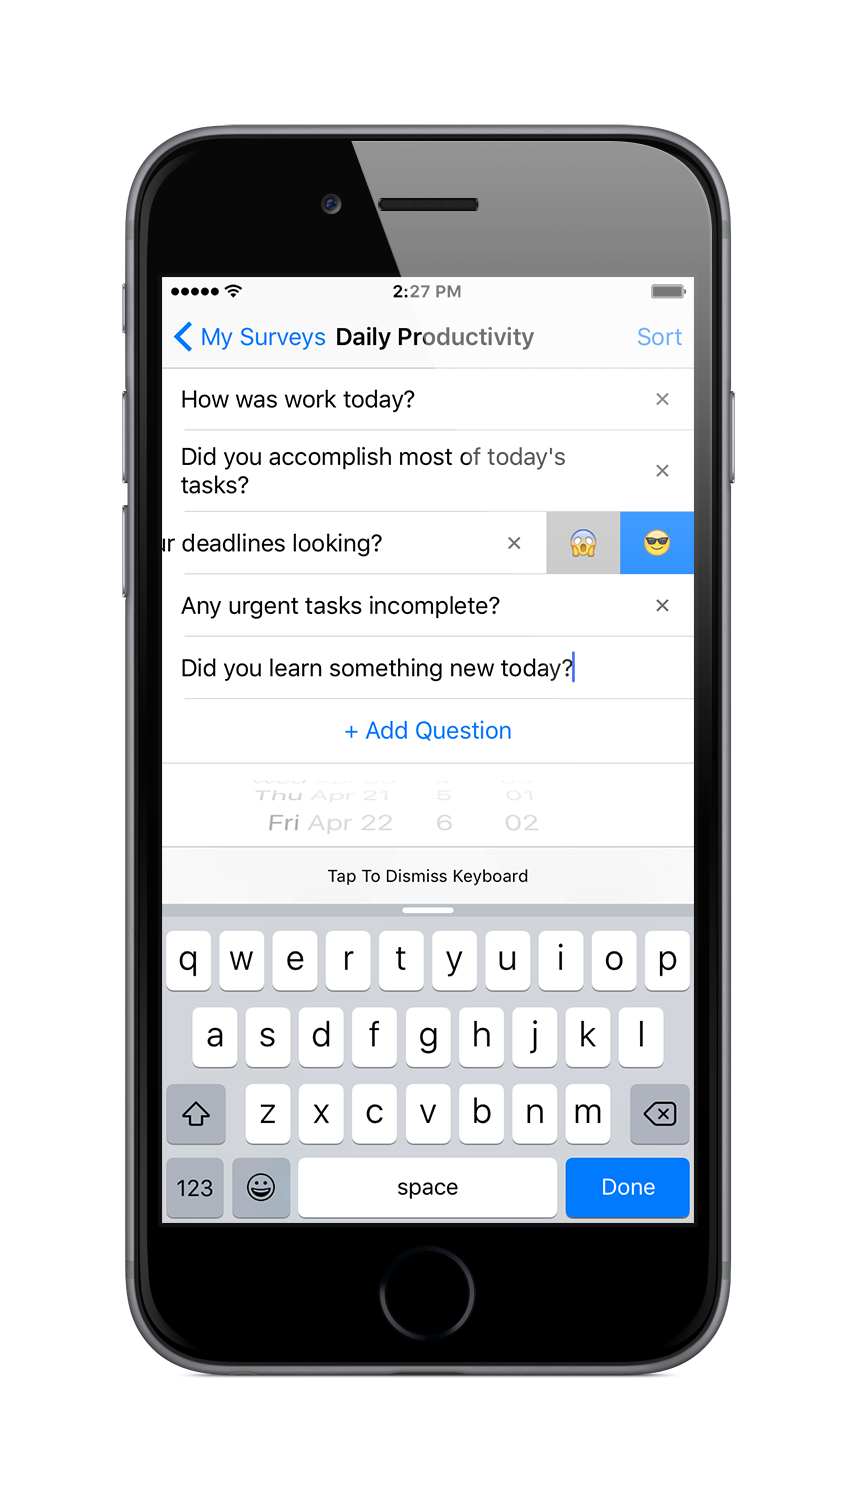 2:27 PM
My Surveys Daily Productivity Sort
How was work today? ×
Did you accomplish most of today's
tasks? ×
ur deadlines looking? × 😱 😎
Any urgent tasks incomplete? ×
Did you learn something new today?
+ Add Question
Thu Apr 21 5 01
Fri Apr 22 6 02
Tap To Dismiss Keyboard
q w e r t y u i o p
a s d f g h j k l
z x c v b n m
123 space Done